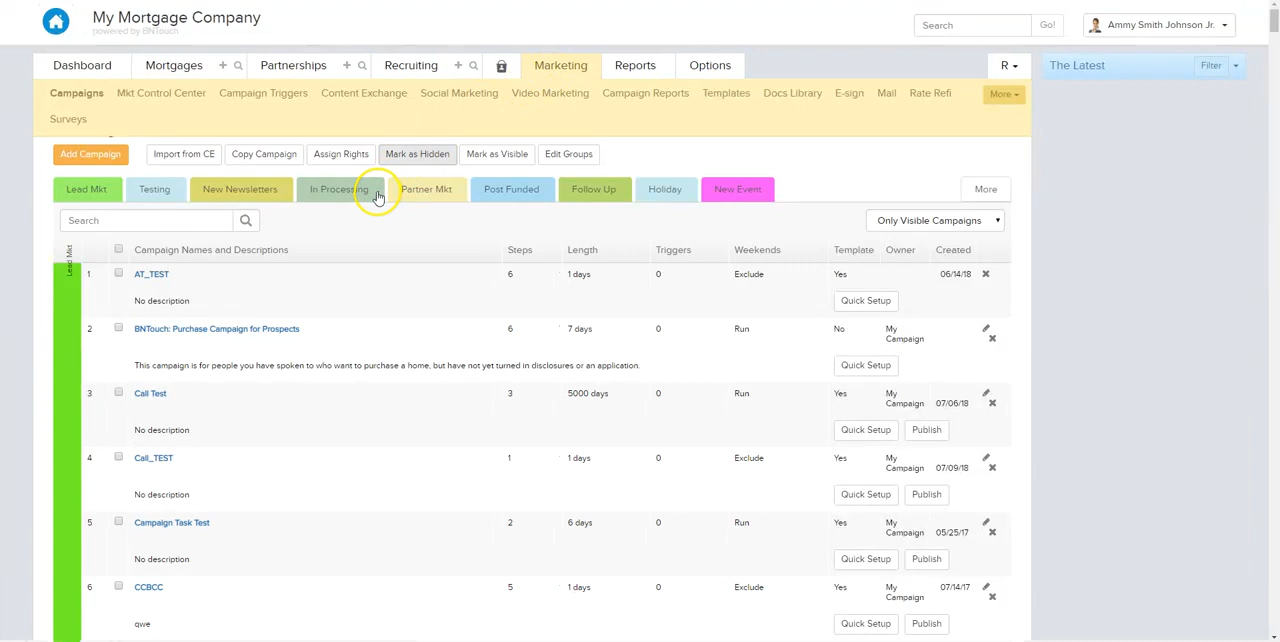 My Mortgage Company
powered by BNTouch
Search
Go!
Ammy Smith Johnson Jr.
Dashboard
Mortgages
Partnerships
Recruiting
Marketing
Reports
Options
R
The Latest
Filter
Campaigns
Mkt Control Center
Campaign Triggers
Content Exchange
Social Marketing
Video Marketing
Campaign Reports
Templates
Docs Library
E-sign
Mail
Rate Refi
More
Surveys
Add Campaign
Import from CE
Copy Campaign
Assign Rights
Mark as Hidden
Mark as Visible
Edit Groups
Lead Mkt
Testing
New Newsletters
In Processing
Partner Mkt
Post Funded
Follow Up
Holiday
New Event
More
Search
Only Visible Campaigns
Lead Mkt
Campaign Names and Descriptions
Steps
Length
Triggers
Weekends
Template
Owner
Created
1 AT_TEST 6 1 days 0 Exclude Yes 06/14/18
No description
Quick Setup
2 BNTouch: Purchase Campaign for Prospects 6 7 days 0 Run No My Campaign
This campaign is for people you have spoken to who want to purchase a home, but have not yet turned in disclosures or an application.
Quick Setup
3 Call Test 3 5000 days 0 Run Yes My Campaign 07/06/18
No description
Quick Setup
Publish
4 Call_TEST 1 1 days 0 Exclude Yes My Campaign 07/09/18
No description
Quick Setup
Publish
5 Campaign Task Test 2 6 days 0 Run Yes My Campaign 05/25/17
No description
Quick Setup
Publish
6 CCBCC 5 1 days 0 Exclude Yes My Campaign 07/14/17
qwe
Quick Setup
Publish